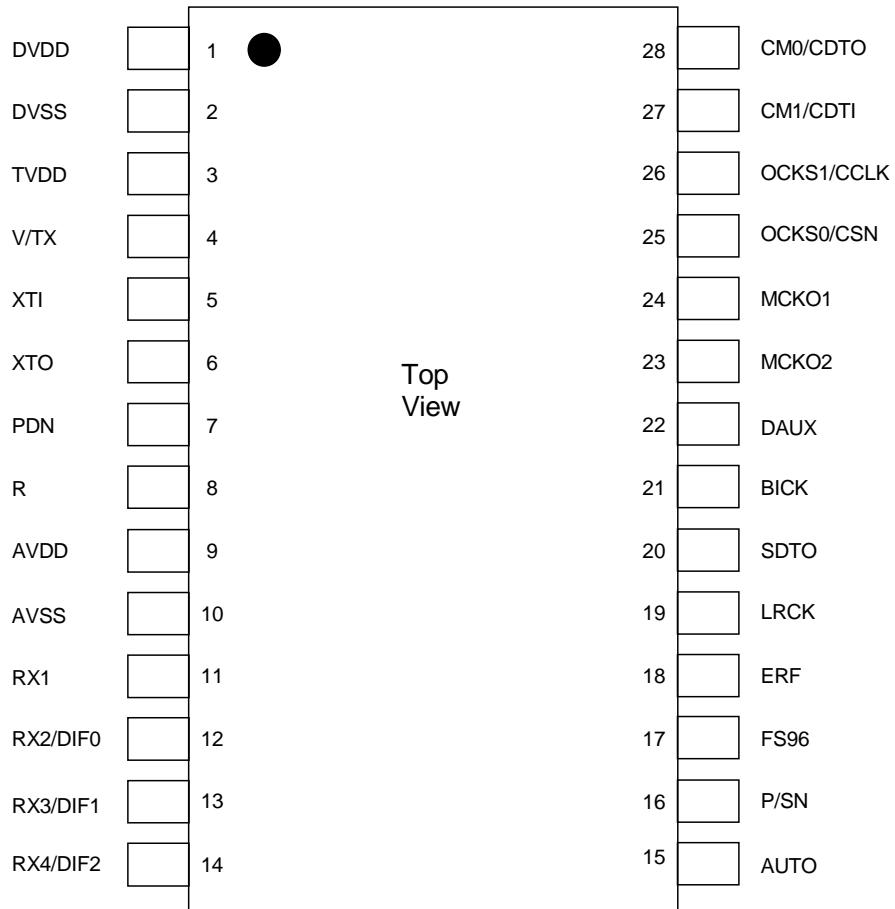 DVDD 1 28 CM0/CDTO
DVSS 2 27 CM1/CDTI
TVDD 3 26 OCKS1/CCLK
V/TX 4 25 OCKS0/CSN
XTI 5 24 MCKO1
XTO 6 23 MCKO2
Top
View
PDN 7 22 DAUX
R 8 21 BICK
AVDD 9 20 SDTO
AVSS 10 19 LRCK
RX1 11 18 ERF
RX2/DIF0 12 17 FS96
RX3/DIF1 13 16 P/SN
RX4/DIF2 14 15 AUTO